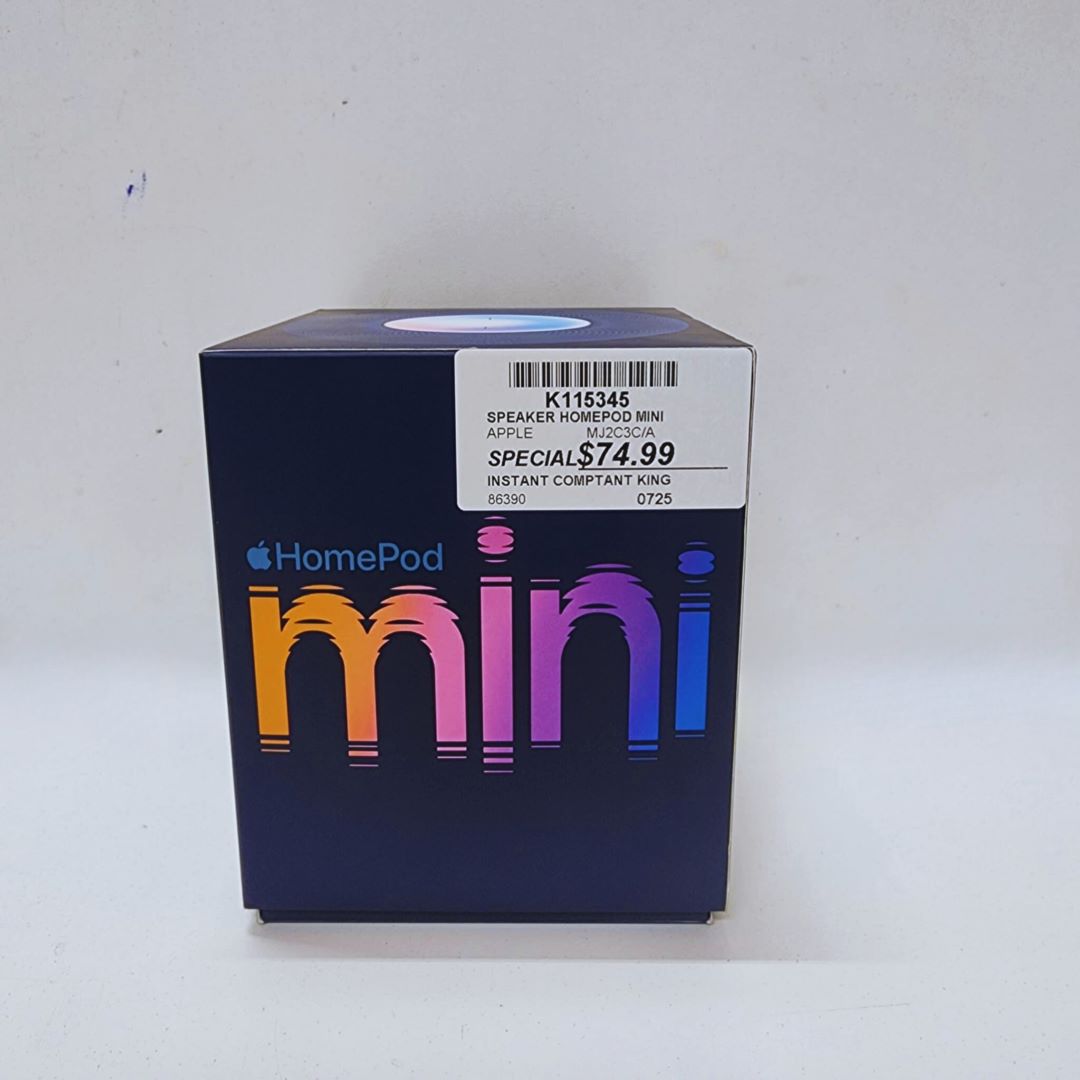 K115345
SPEAKER HOMEPOD MINI
APPLE MJ2C3C/A
SPECIAL$74.99
INSTANT COMPTANT KING
86390 0725
HomePod
mini